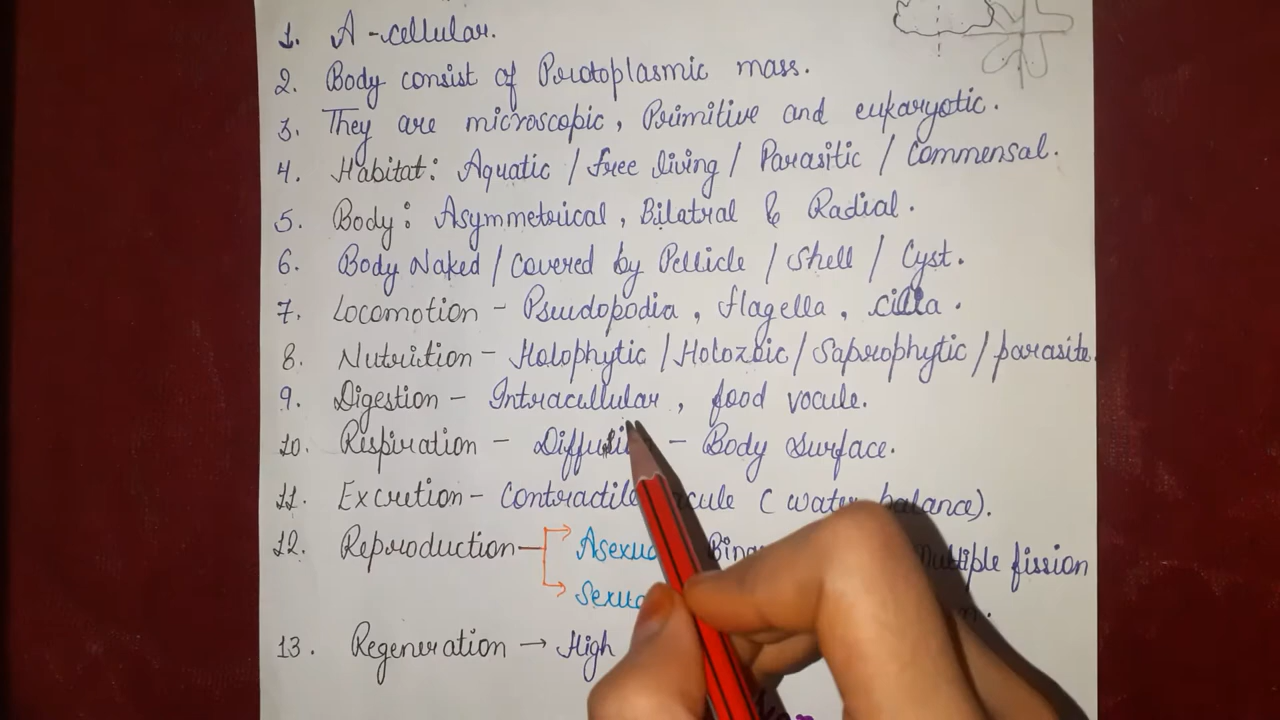 1. A-cellular.
2. Body consist of Protoplasmic mass.
3. They are microscopic, Primitive and eukaryotic.
4. Habitat: Aquatic / free living / Parasitic / Commensal.
5. Body: Asymmetrical, Bilatral & Radial.
6. Body Naked / Covered by Pellicle / Shell / Cyst.
7. Locomotion - Pseudopodia, flagella, cilla.
8. Nutrition - Holophytic / Holozoic / Saprophytic / parasite.
9. Digestion - Intracellular, food vocule.
10. Respiration - - Body Surface.
11. Excretion - Contractile (water balance).
12. Reproduction - Multiple fission
13. Regeneration → High